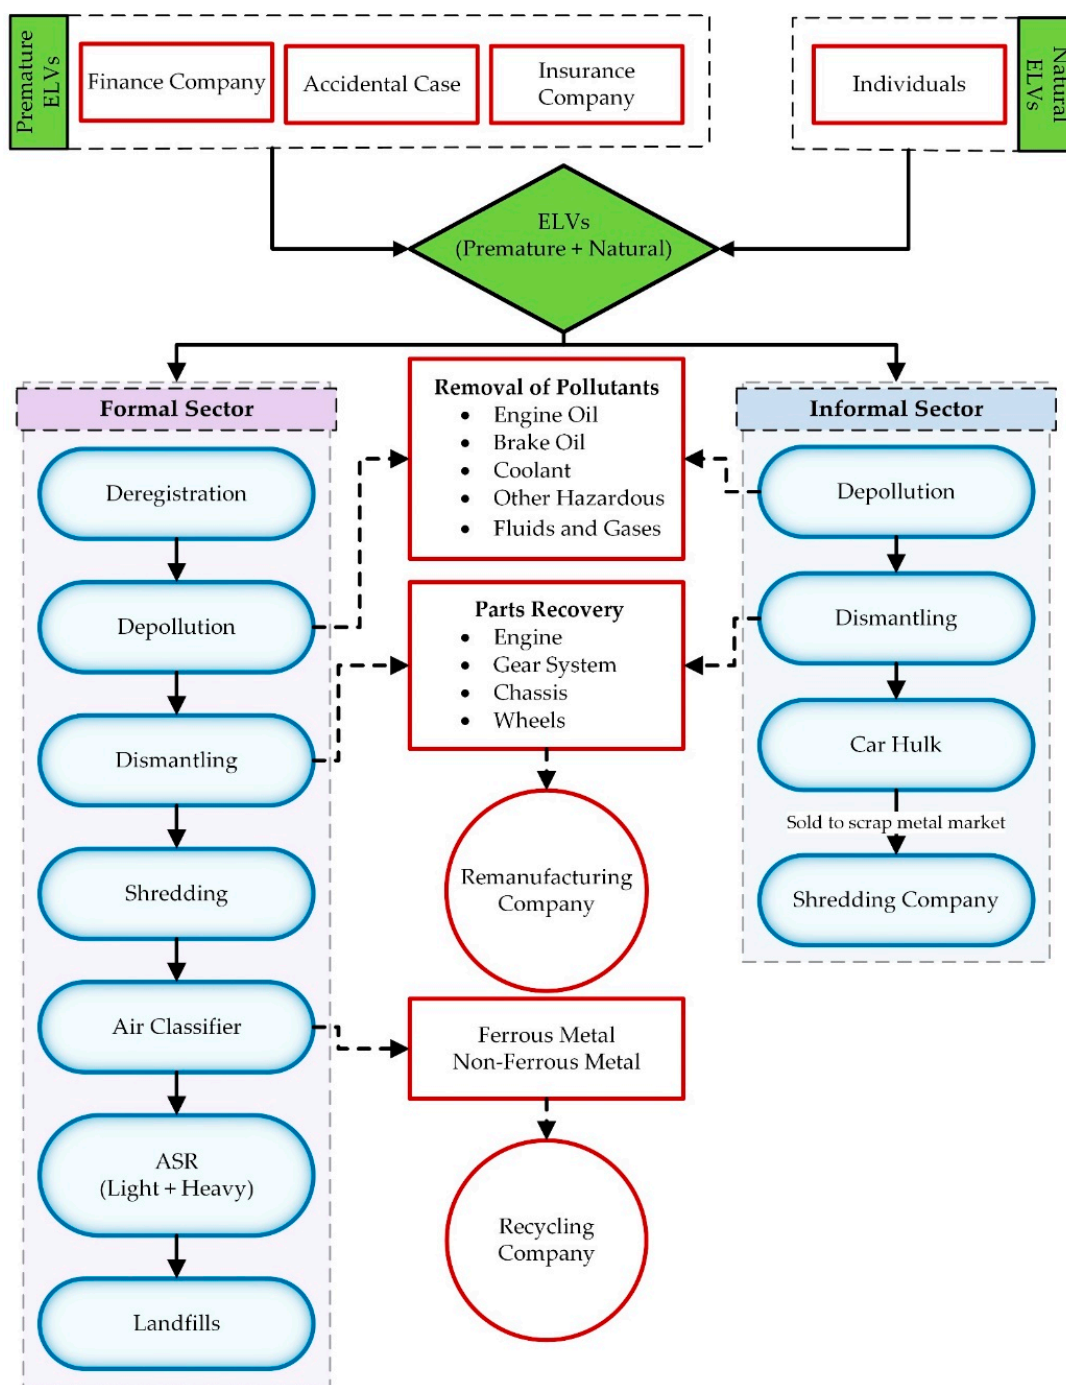 Premature
ELVs
Finance Company
Accidental Case
Insurance
Company
Individuals
Natural
ELVs
ELVs
(Premature + Natural)
Formal Sector
Deregistration
Depollution
Dismantling
Shredding
Air Classifier
ASR
(Light + Heavy)
Landfills
Removal of Pollutants
• Engine Oil
• Brake Oil
• Coolant
• Other Hazardous
• Fluids and Gases
Parts Recovery
• Engine
• Gear System
• Chassis
• Wheels
Remanufacturing
Company
Ferrous Metal
Non-Ferrous Metal
Recycling
Company
Informal Sector
Depollution
Dismantling
Car Hulk
Sold to scrap metal market
Shredding Company